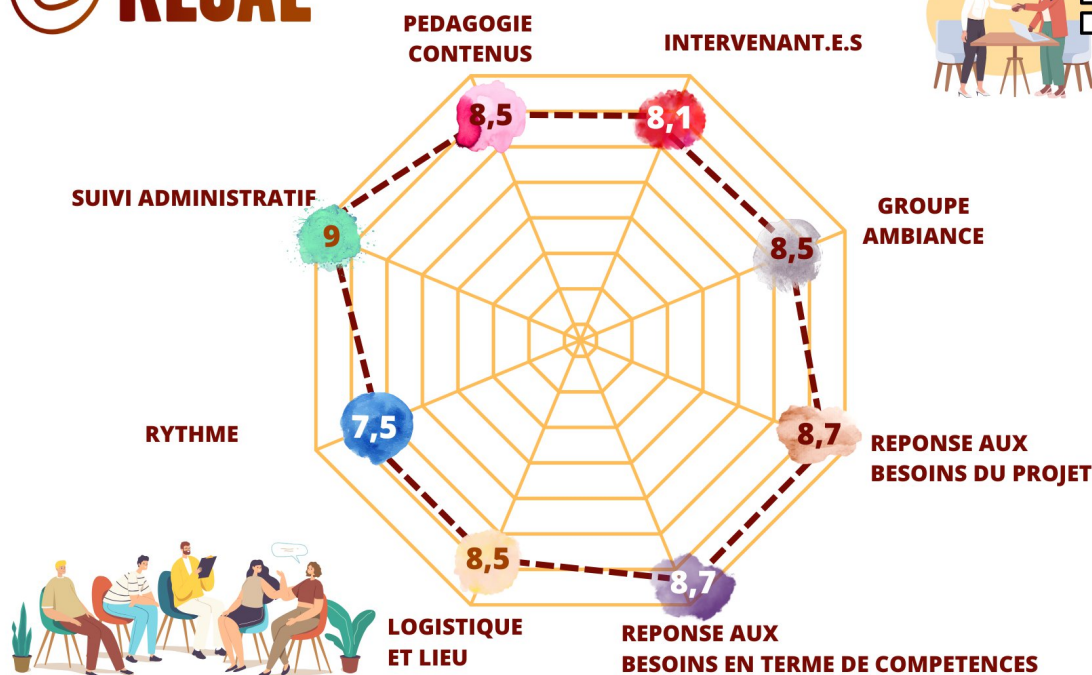 RESAE
PEDAGOGIE
CONTENUS
INTERVENANT.E.S
8,5
8,1
SUIVI ADMINISTRATIF
GROUPE
AMBIANCE
9
8,5
7,5
8,7
RYTHME
REPONSE AUX
BESOINS DU PROJET
8,5
8,7
LOGISTIQUE
ET LIEU
REPONSE AUX
BESOINS EN TERME DE COMPETENCES